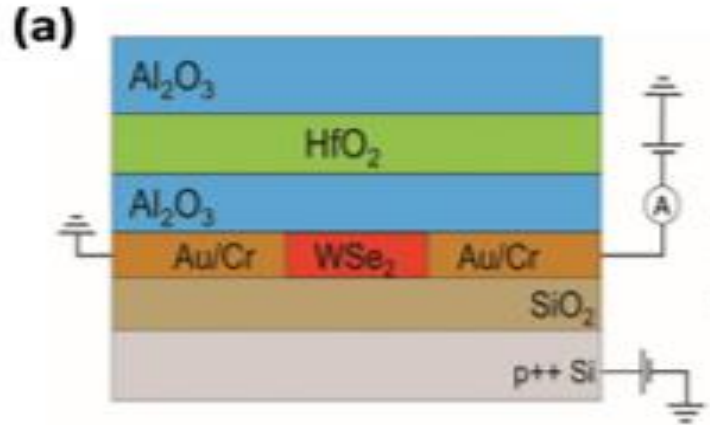 (a)
Al₂O₃
HfO₂
Al₂O₃
A
Au/Cr WSe₂ Au/Cr
SiO₂
p++ Si